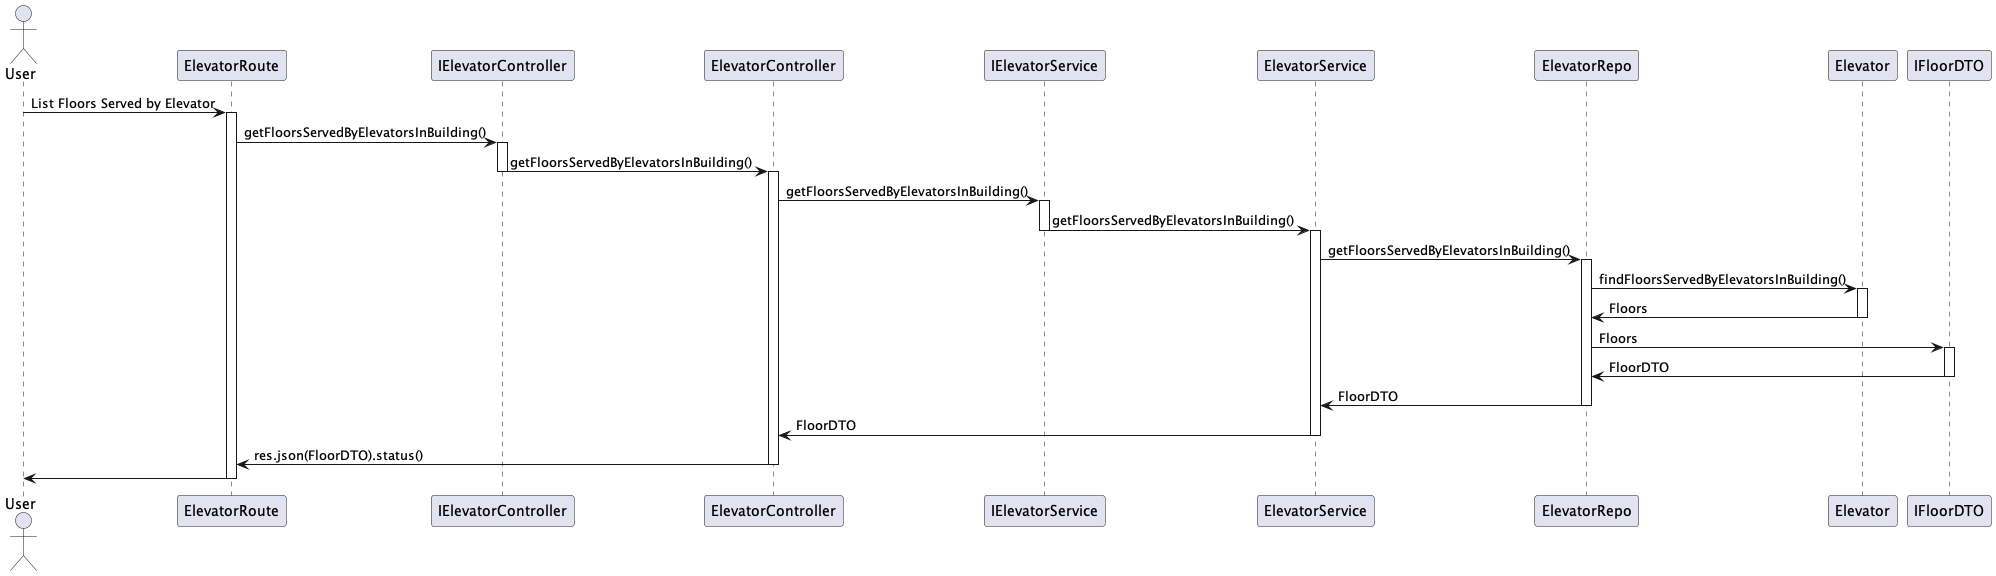 User
ElevatorRoute
IElevatorController
ElevatorController
IElevatorService
ElevatorService
ElevatorRepo
Elevator
IFloorDTO
List Floors Served by Elevator
getFloorsServedByElevatorsInBuilding()
getFloorsServedByElevatorsInBuilding()
getFloorsServedByElevatorsInBuilding()
getFloorsServedByElevatorsInBuilding()
getFloorsServedByElevatorsInBuilding()
findFloorsServedByElevatorsInBuilding()
Floors
Floors
FloorDTO
FloorDTO
FloorDTO
res.json(FloorDTO).status()
User
ElevatorRoute
IElevatorController
ElevatorController
IElevatorService
ElevatorService
ElevatorRepo
Elevator
IFloorDTO